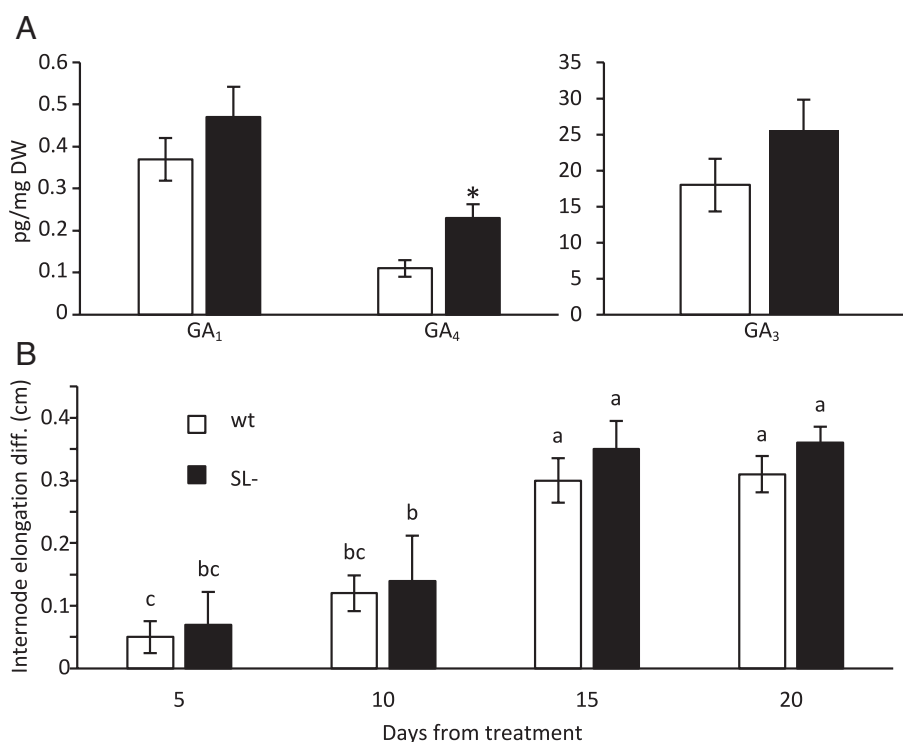 A
pg/mg DW
0.6
0.5
0.4
0.3
0.2
0.1
0
*
GA₁
GA₄
35
30
25
20
15
10
5
0
GA₃
B
Internode elongation diff. (cm)
0.4
0.3
0.2
0.1
0
wt
SL-
c
bc
bc
b
a
a
a
a
5
10
15
20
Days from treatment